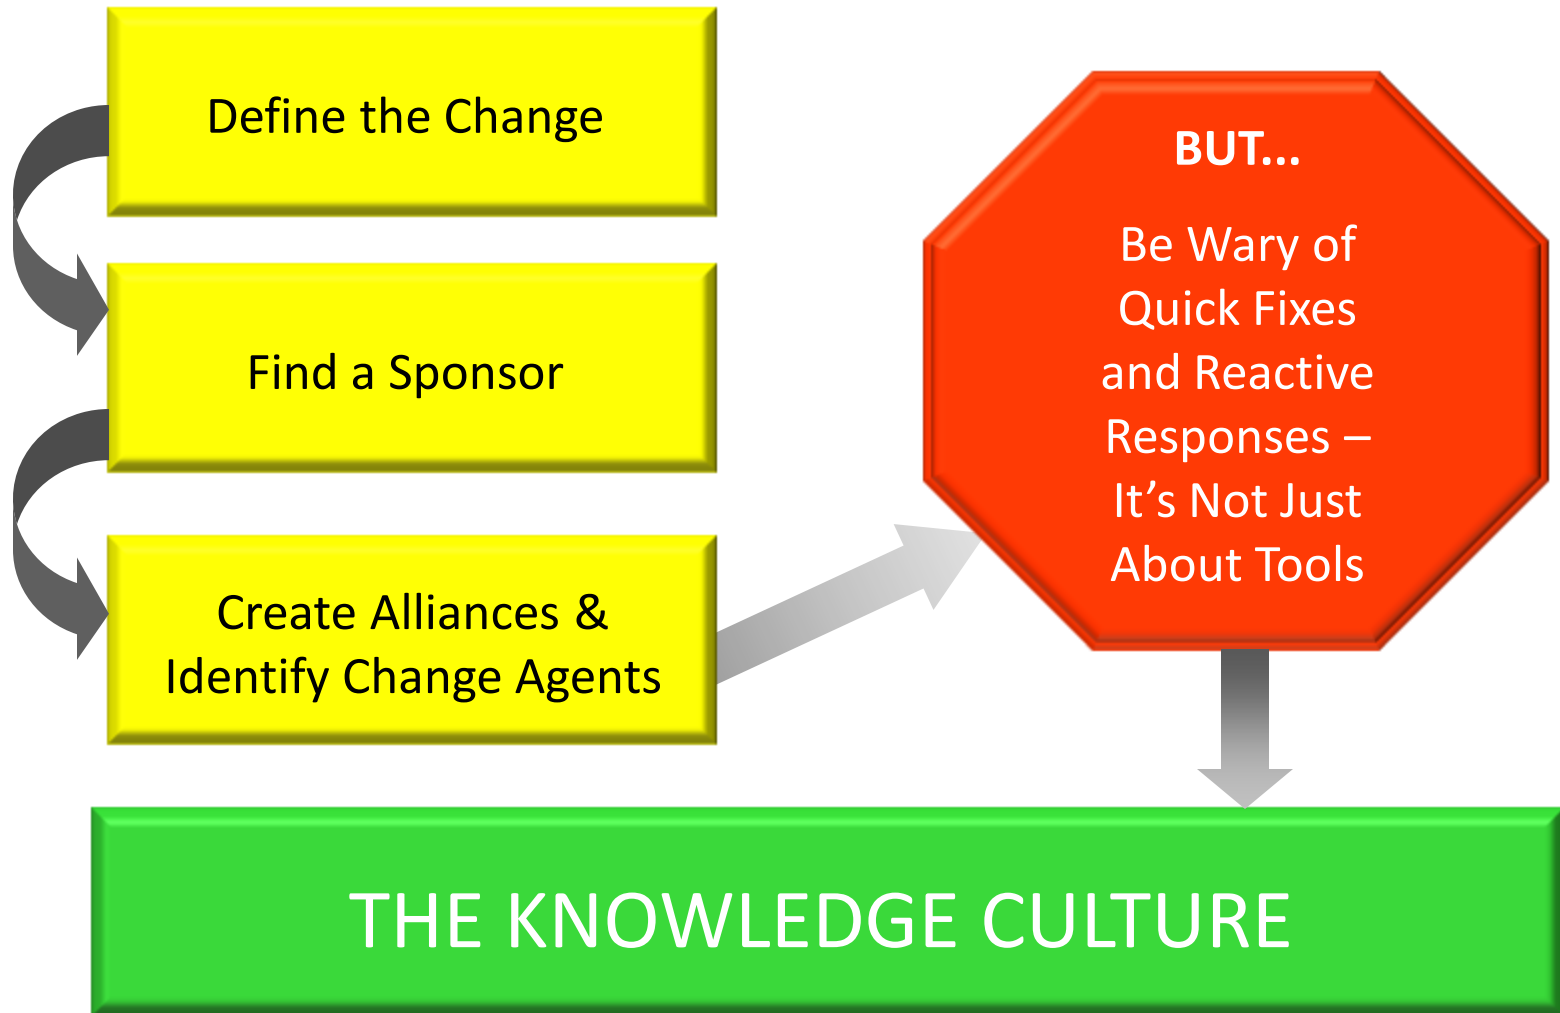 Define the Change
Find a Sponsor
Create Alliances &
Identify Change Agents
BUT...
Be Wary of
Quick Fixes
and Reactive
Responses –
It’s Not Just
About Tools
THE KNOWLEDGE CULTURE